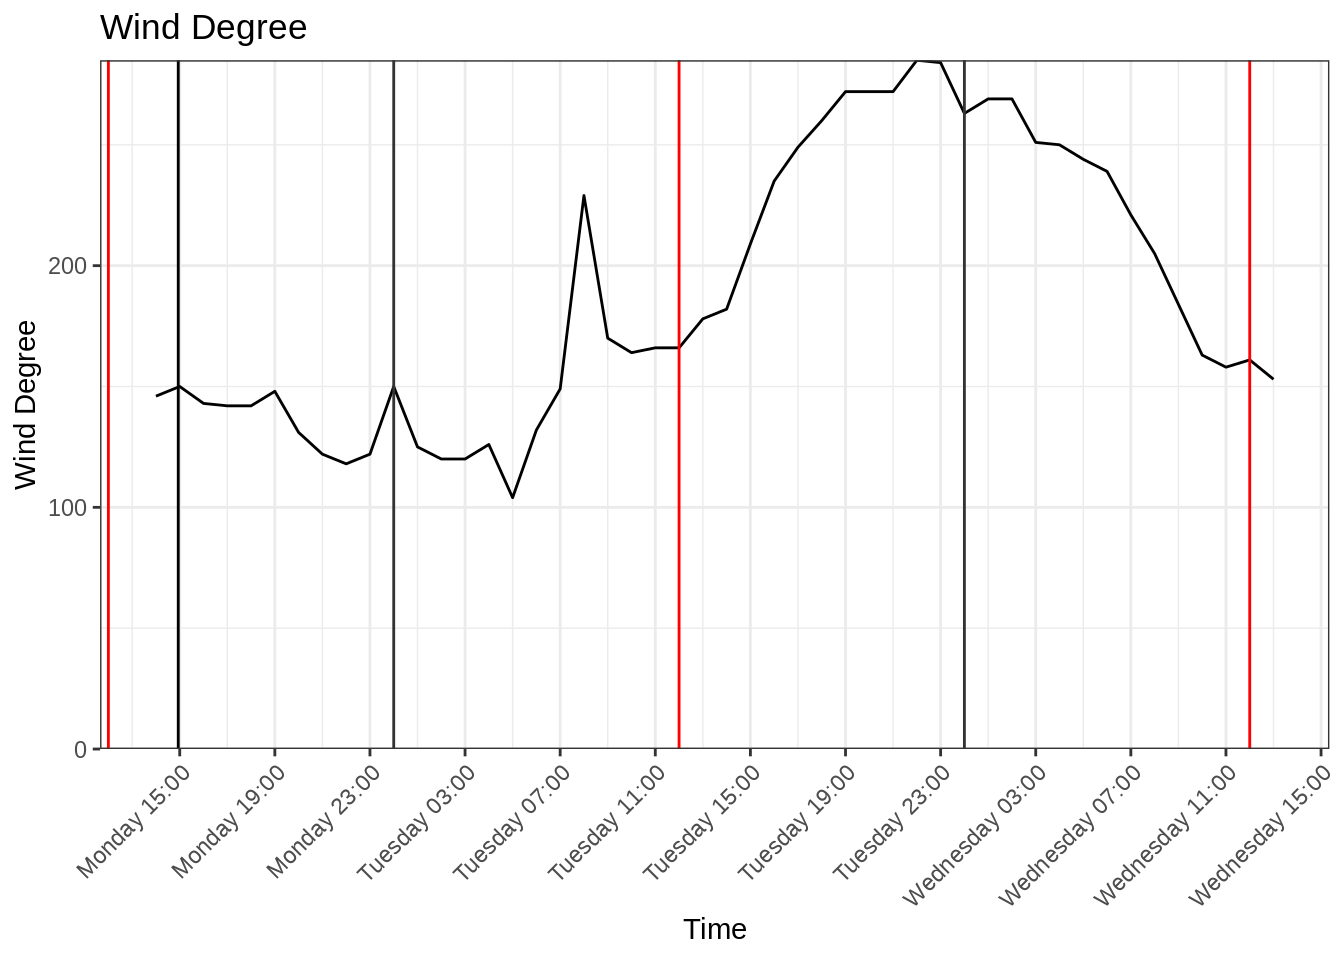 Wind Degree
Wind Degree
200
100
0
Monday 15:00
Monday 19:00
Monday 23:00
Tuesday 03:00
Tuesday 07:00
Tuesday 11:00
Tuesday 15:00
Tuesday 19:00
Tuesday 23:00
Wednesday 03:00
Wednesday 07:00
Wednesday 11:00
Wednesday 15:00
Time